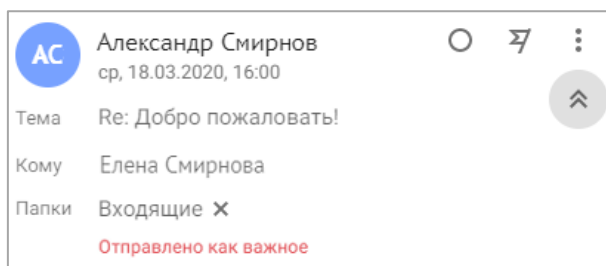 АС
Александр Смирнов
ср, 18.03.2020, 16:00
Тема Re: Добро пожаловать!
Кому Елена Смирнова
Папки Входящие ×
Отправлено как важное